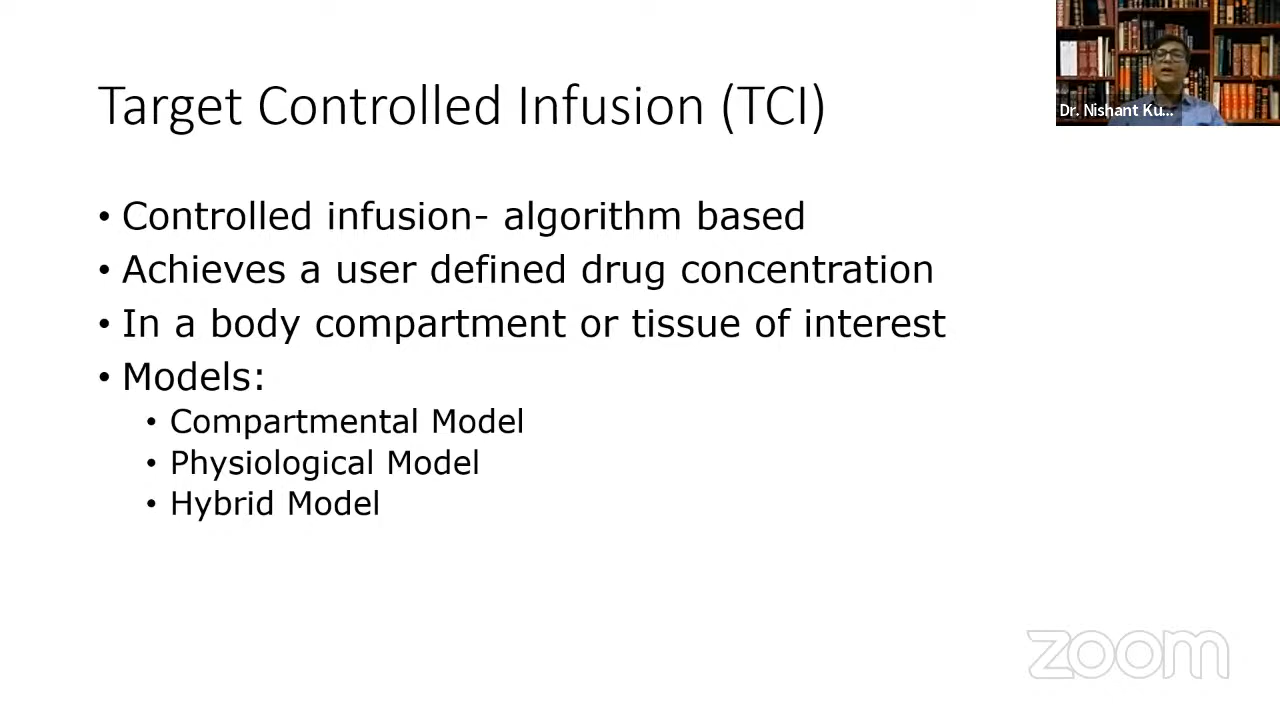 Target Controlled Infusion (TCI)
Dr. Nishant Ku...
• Controlled infusion- algorithm based
• Achieves a user defined drug concentration
• In a body compartment or tissue of interest
• Models:
• Compartmental Model
• Physiological Model
• Hybrid Model
zoom